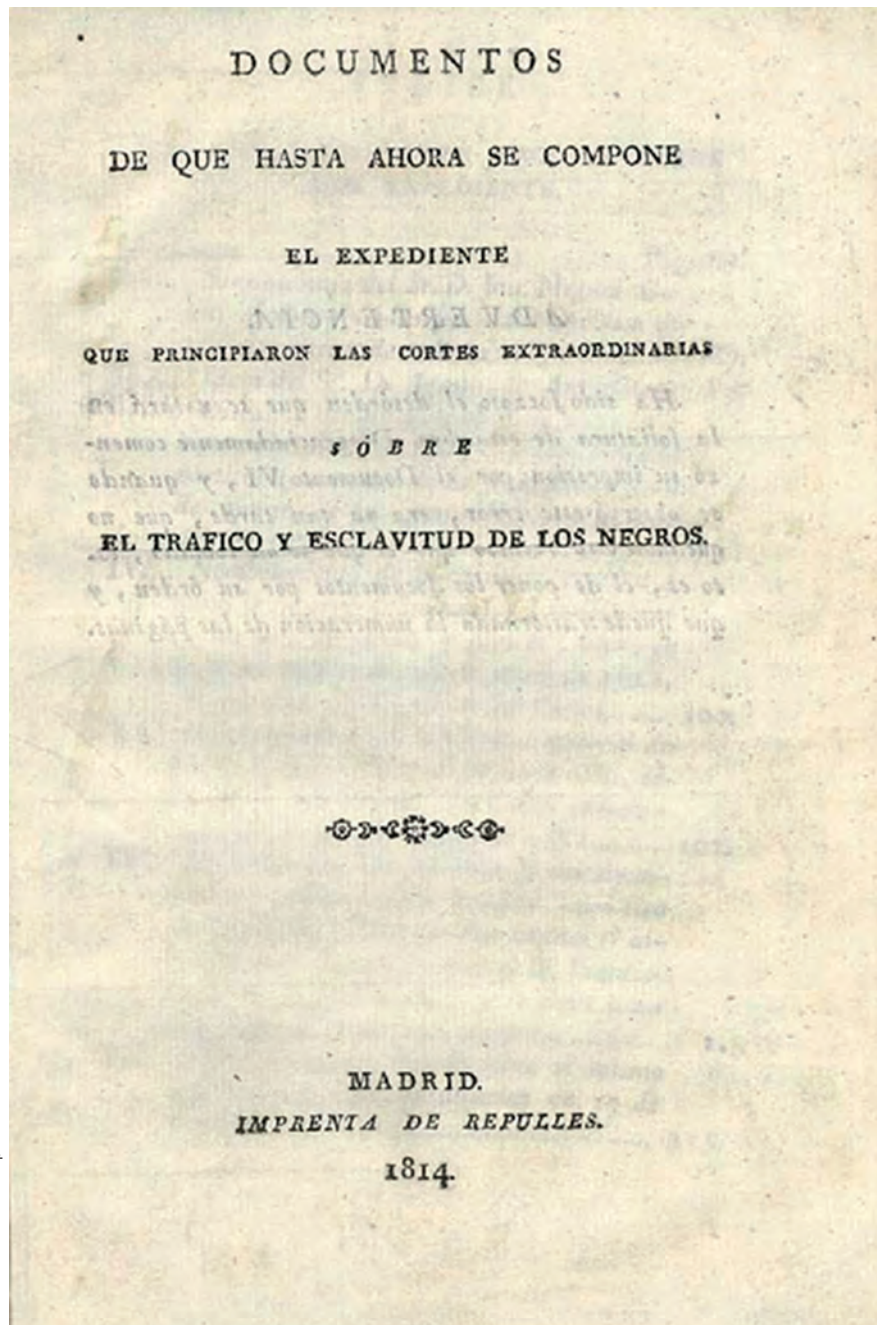 DOCUMENTOS
DE QUE HASTA AHORA SE COMPONE
EL EXPEDIENTE
QUE PRINCIPIARON LAS CORTES EXTRAORDINARIAS
SOBRE
EL TRAFICO Y ESCLAVITUD DE LOS NEGROS.
MADRID.
IMPRENTA DE REPULLES.
1814.